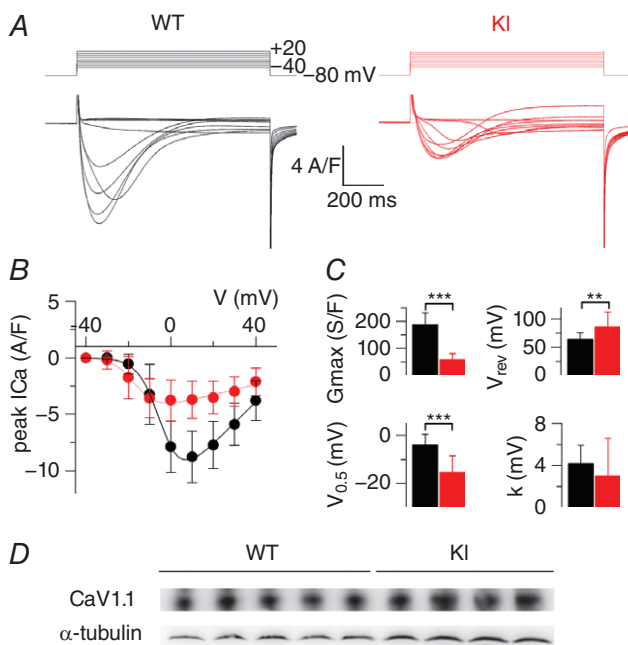 A
WT
KI
+20
−40
−80 mV
4 A/F
200 ms
B
V (mV)
peak ICa (A/F)
5
0
−5
−10
−40
0
40
C
Gmax (S/F)
200
100
0
***
Vrev (mV)
100
50
0
**
V0.5 (mV)
0
−20
***
k (mV)
8
4
0
D
WT
KI
CaV1.1
α-tubulin